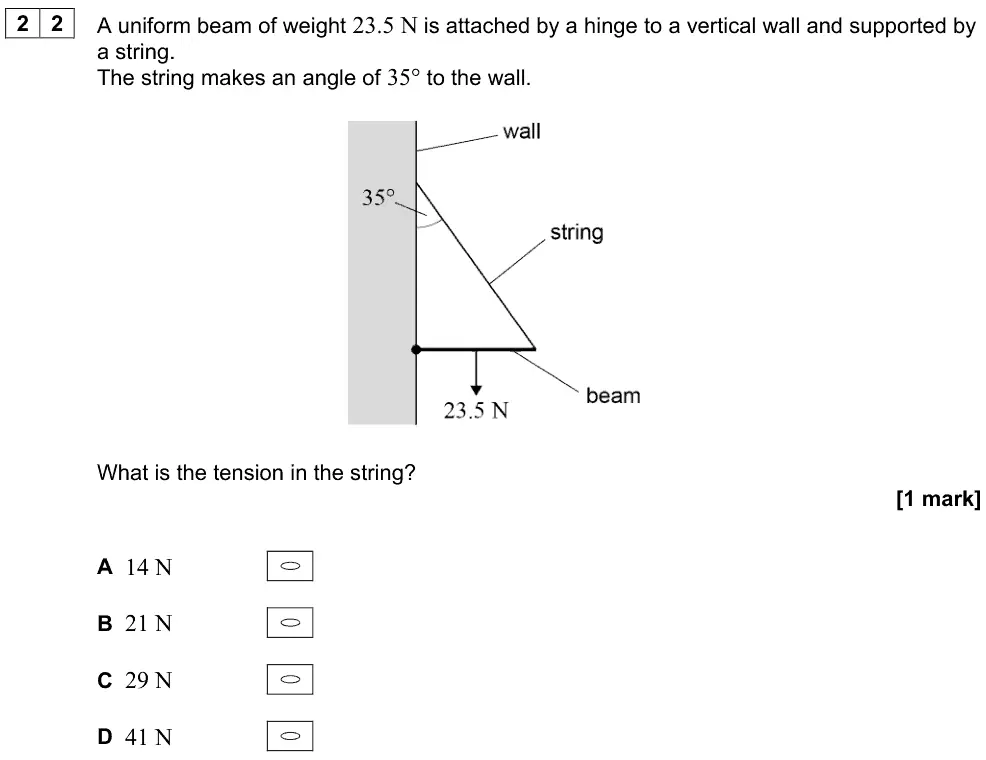 2 2 A uniform beam of weight 23.5 N is attached by a hinge to a vertical wall and supported by
a string.
The string makes an angle of 35° to the wall.
wall
35°
string
beam
23.5 N
What is the tension in the string?
[1 mark]
A 14 N
B 21 N
C 29 N
D 41 N